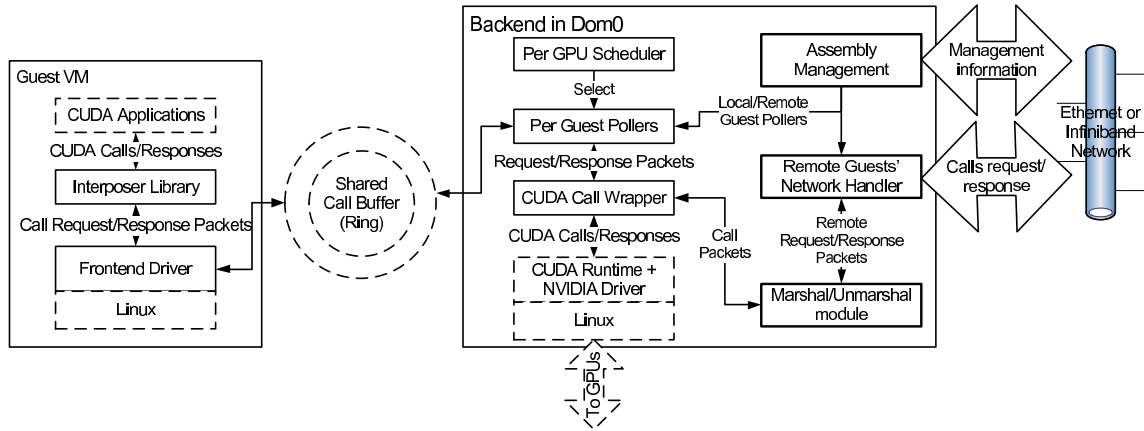 Guest VM
CUDA Applications
CUDA Calls/Responses
Interposer Library
Call Request/Response Packets
Frontend Driver
Linux
Shared
Call Buffer
(Ring)
Backend in Dom0
Per GPU Scheduler
Select
Per Guest Pollers
Request/Response Packets
CUDA Call Wrapper
CUDA Calls/Responses
CUDA Runtime +
NVIDIA Driver
Linux
To GPUs
Local/Remote
Guest Pollers
Call
Packets
Assembly
Management
Remote Guests'
Network Handler
Remote
Request/Response
Packets
Marshal/Unmarshal
module
Management
information
Calls request/
response
Ethernet or
Infiniband
Network